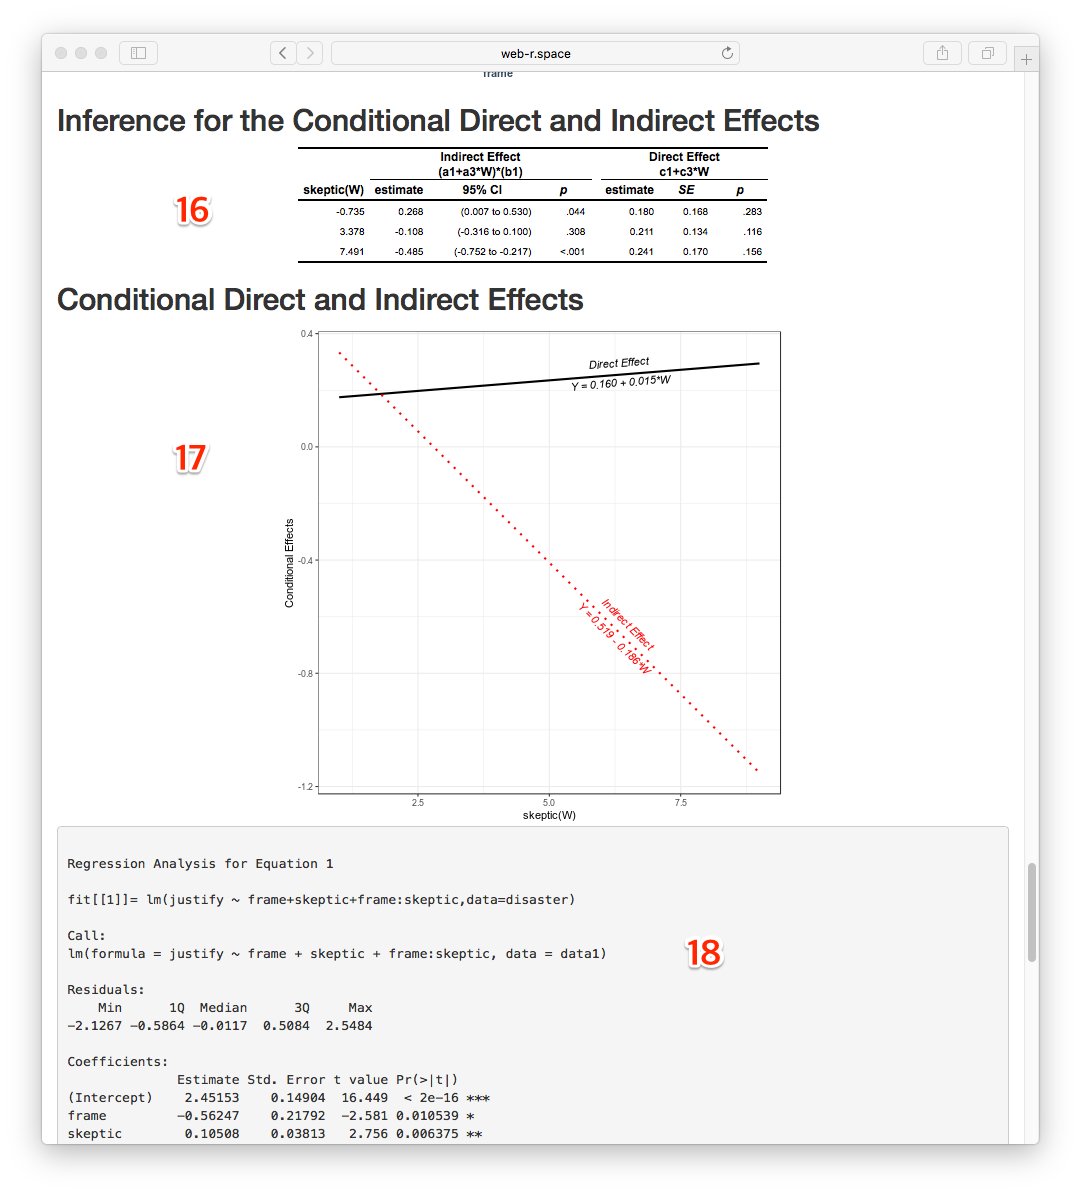 web-r.space
frame
Inference for the Conditional Direct and Indirect Effects
Indirect Effect Direct Effect
(a1+a3*W)*(b1) c1+c3*W
skeptic(W) estimate 95% CI p estimate SE p
16
-0.735 0.268 (0.007 to 0.530) .044 0.180 0.168 .283
3.378 -0.108 (-0.316 to 0.100) .308 0.211 0.134 .116
7.491 -0.485 (-0.752 to -0.217) <.001 0.241 0.170 .156
Conditional Direct and Indirect Effects
0.4
Direct Effect
Y = 0.160 + 0.015*W
17
0.0
Conditional Effects
-0.4
Indirect Effect
Y = 0.519 - 0.186*W
-0.8
-1.2
2.5 5.0 7.5
skeptic(W)
Regression Analysis for Equation 1
fit[[1]]= lm(justify ~ frame+skeptic+frame:skeptic,data=disaster)
Call:
lm(formula = justify ~ frame + skeptic + frame:skeptic, data = data1)
18
Residuals:
Min 1Q Median 3Q Max
-2.1267 -0.5864 -0.0117 0.5084 2.5484
Coefficients:
Estimate Std. Error t value Pr(>|t|)
(Intercept) 2.45153 0.14904 16.449 < 2e-16 ***
frame -0.56247 0.21792 -2.581 0.010539 *
skeptic 0.10508 0.03813 2.756 0.006375 **